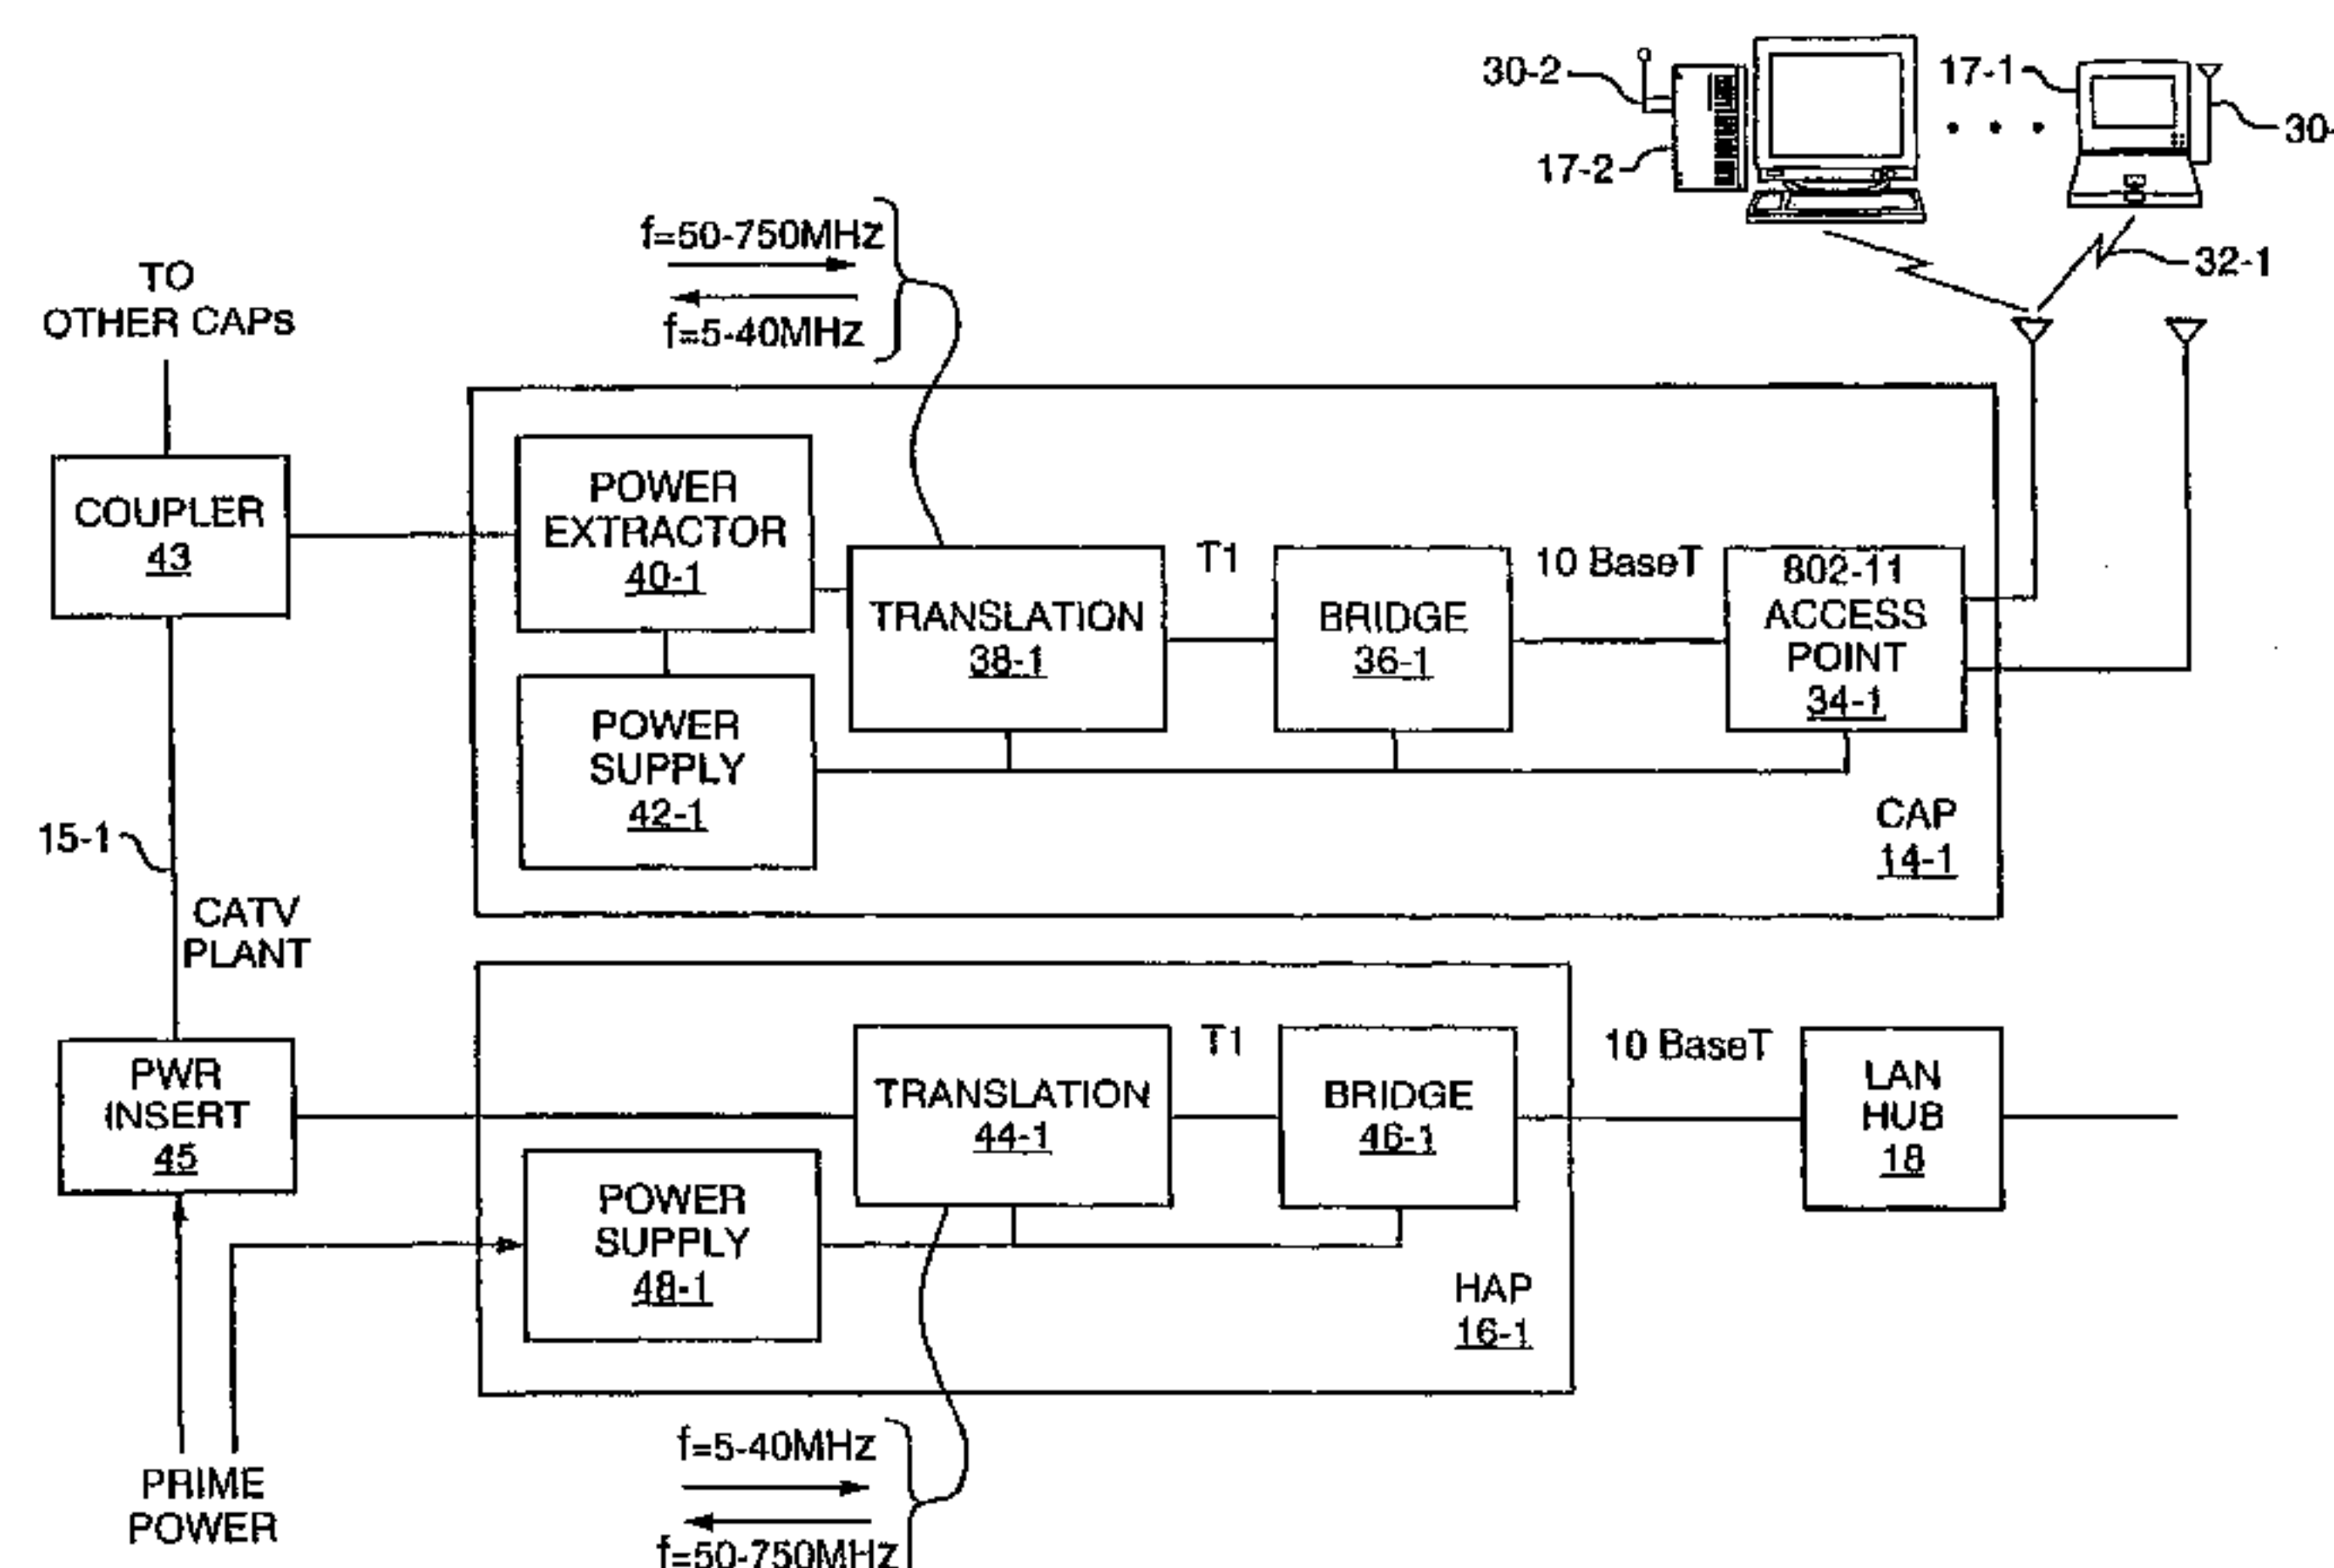 30-2
17-1
30-
17-2
32-1
f=50-750MHz
f=5-40MHz
TO
OTHER CAPs
COUPLER
43
POWER
EXTRACTOR
40-1
TRANSLATION
38-1
T1
BRIDGE
36-1
10 BaseT
802-11
ACCESS
POINT
34-1
POWER
SUPPLY
42-1
CAP
14-1
15-1
CATV
PLANT
PWR
INSERT
45
TRANSLATION
44-1
T1
BRIDGE
46-1
10 BaseT
LAN
HUB
18
POWER
SUPPLY
48-1
HAP
16-1
PRIME
POWER
f=5-40MHz
f=50-750MHz